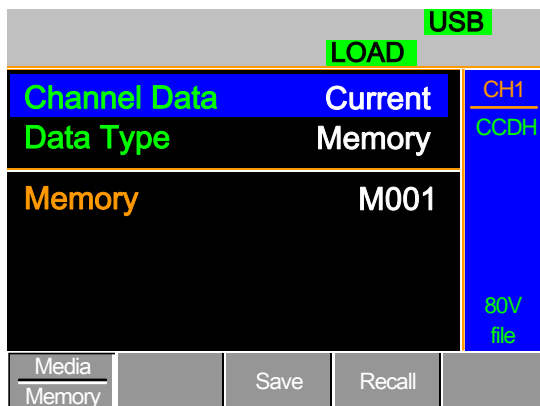 USB
LOAD
Channel Data Current
Data Type Memory
Memory M001
CH1
CCDH
80V
file
Media
Memory
Save
Recall